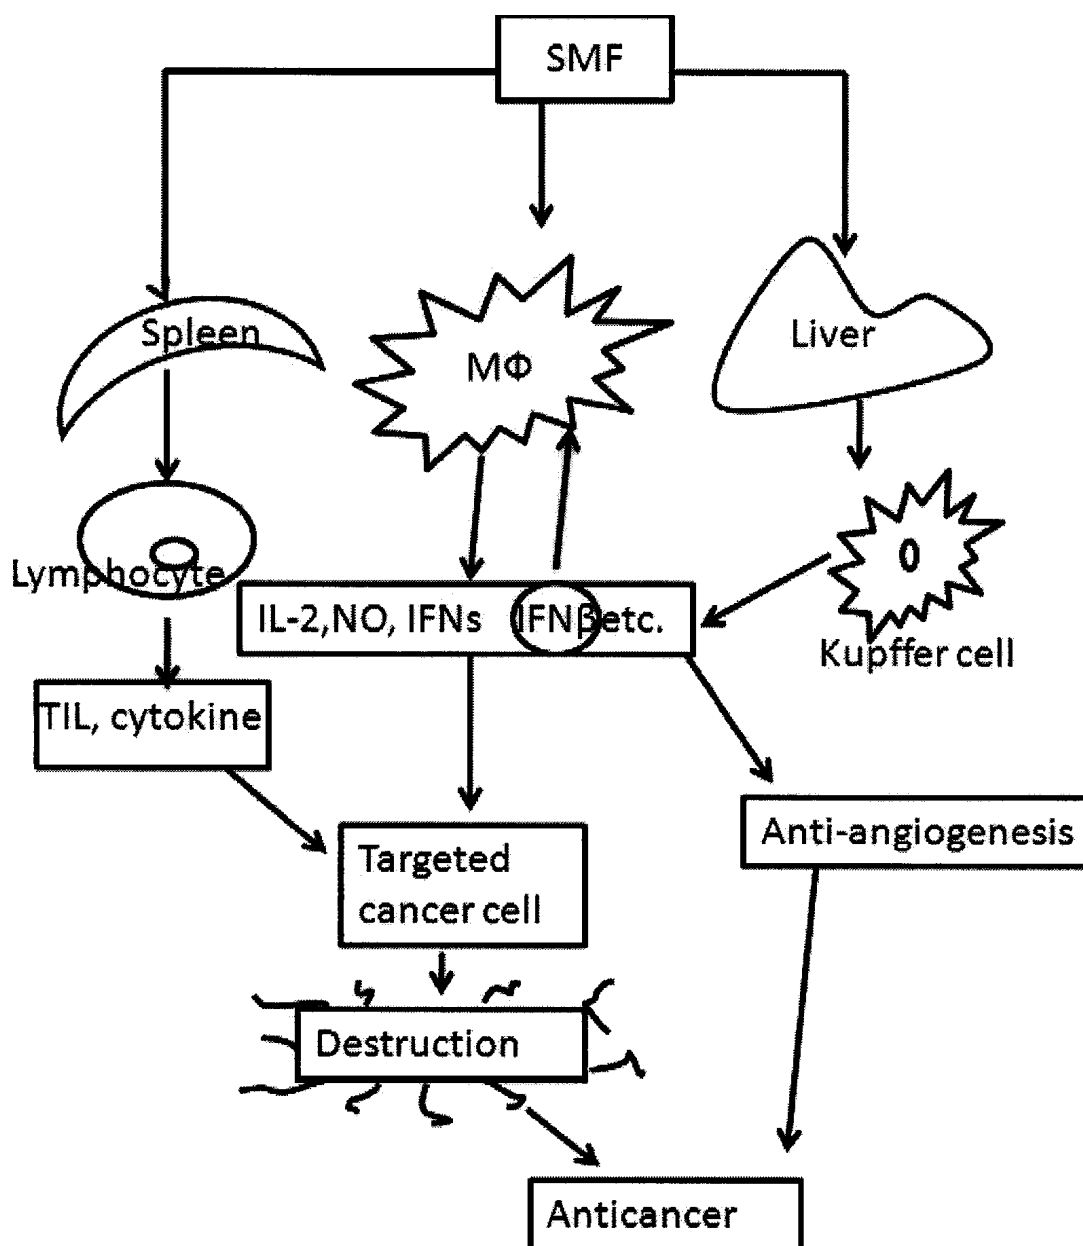 SMF
Spleen
MΦ
Liver
Lymphocyte
IL-2,NO, IFNs IFNβetc.
Kupffer cell
TIL, cytokine
Anti-angiogenesis
Targeted
cancer cell
Destruction
Anticancer